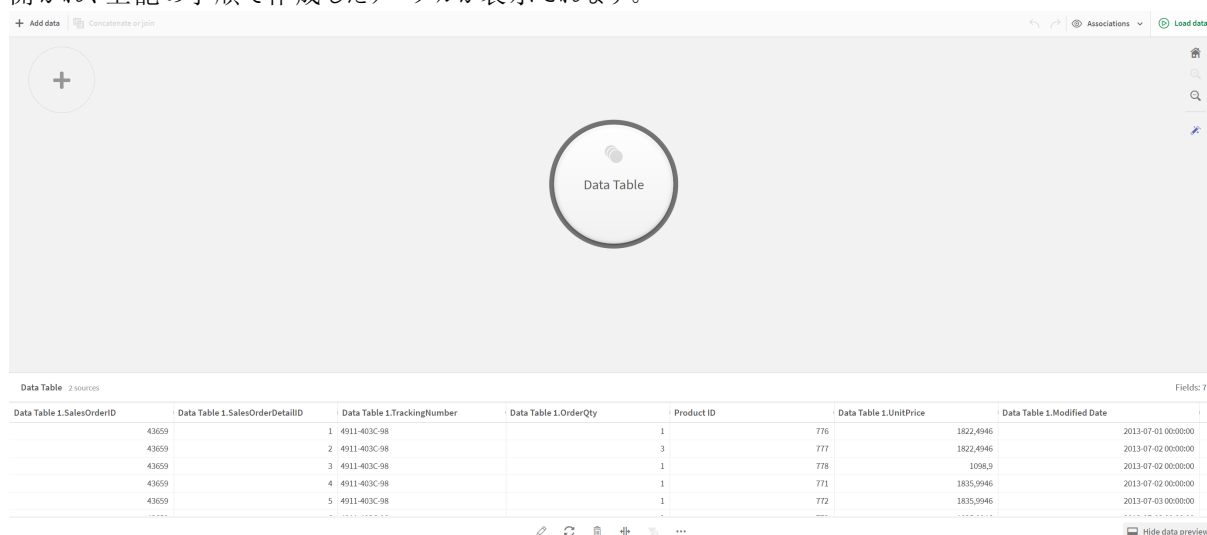 開かれ、上記の手順で作成したテーブルが表示されます。
+ Add data Concatenate or join Associations Load data
Data Table
Data Table 2 sources Fields: 7
Data Table 1.SalesOrderID Data Table 1.SalesOrderDetailID Data Table 1.TrackingNumber Data Table 1.OrderQty Product ID Data Table 1.UnitPrice Data Table 1.Modified Date
43659 1 4911-403C-98 1 776 1822,4946 2013-07-01 00:00:00
43659 2 4911-403C-98 3 777 1822,4946 2013-07-02 00:00:00
43659 3 4911-403C-98 1 778 1098,9 2013-07-02 00:00:00
43659 4 4911-403C-98 1 771 1835,9946 2013-07-02 00:00:00
43659 5 4911-403C-98 1 772 1835,9946 2013-07-03 00:00:00
Hide data preview